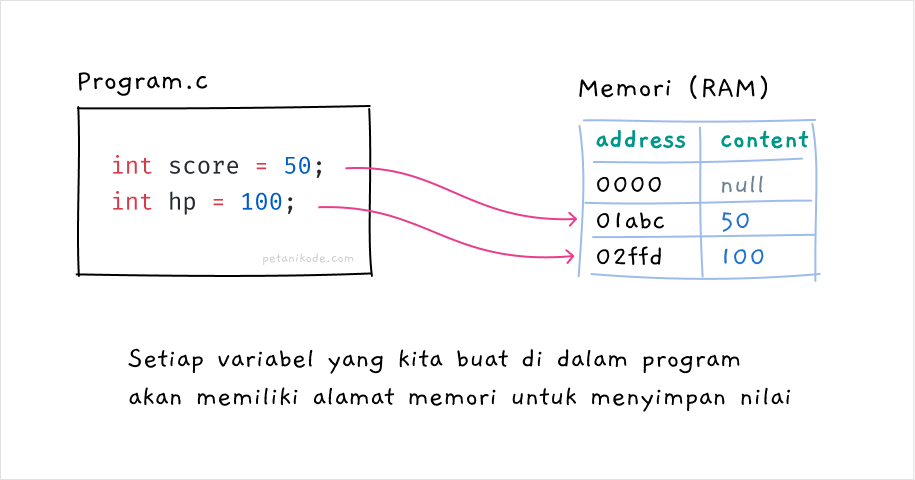 Program.c
int score = 50;
int hp = 100;
petanikode.com
Memori (RAM)
address content
0000 null
01abc 50
02ffd 100
Setiap variabel yang kita buat di dalam program
akan memiliki alamat memori untuk menyimpan nilai